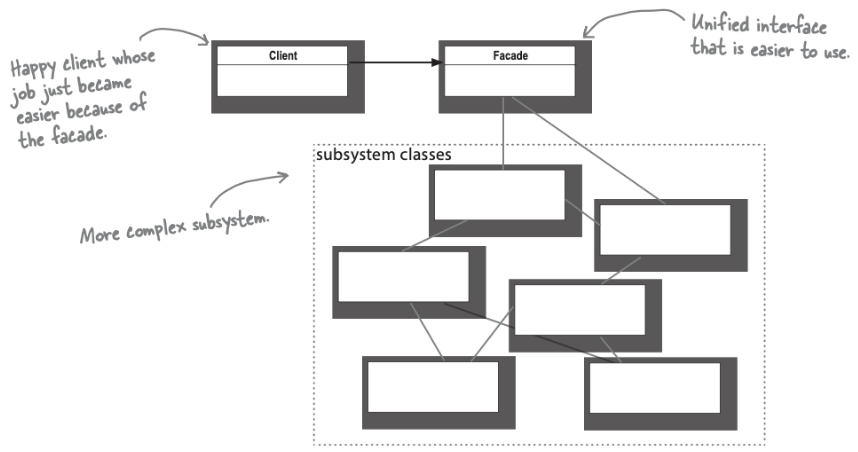 Client
Facade
Unified interface
that is easier to use.
Happy client whose
job just became
easier because of
the facade.
subsystem classes
More complex subsystem.